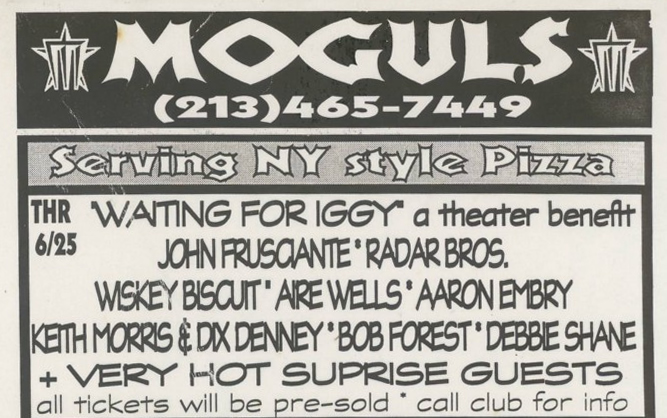 MOGULS
(213)465-7449
Serving NY style Pizza
THR "WAITING FOR IGGY" a theater benefit
6/25 JOHN FRUSCIANTE * RADAR BROS.
WISKEY BISCUIT * AIRE WELLS * AARON EMBRY
KEITH MORRIS & DIX DENNEY * BOB FOREST * DEBBIE SHANE
+ VERY HOT SUPRISE GUESTS
all tickets will be pre-sold * call club for info